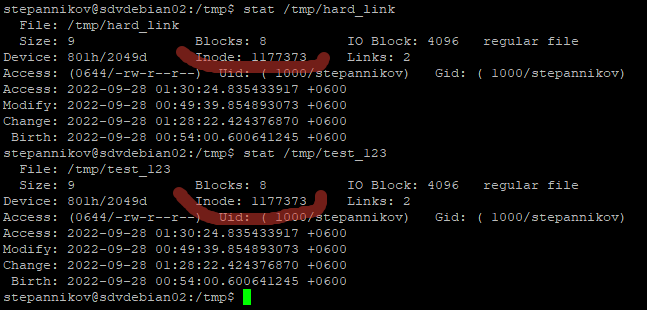 stepannikov@sdvdebian02:/tmp$ stat /tmp/hard_link
File: /tmp/hard_link
Size: 9 Blocks: 8 IO Block: 4096 regular file
Device: 801h/2049d Inode: 1177373 Links: 2
Access: (0644/-rw-r--r--) Uid: ( 1000/stepannikov) Gid: ( 1000/stepannikov)
Access: 2022-09-28 01:30:24.835433917 +0600
Modify: 2022-09-28 00:49:39.854893073 +0600
Change: 2022-09-28 01:28:22.424376870 +0600
Birth: 2022-09-28 00:54:00.600641245 +0600
stepannikov@sdvdebian02:/tmp$ stat /tmp/test_123
File: /tmp/test_123
Size: 9 Blocks: 8 IO Block: 4096 regular file
Device: 801h/2049d Inode: 1177373 Links: 2
Access: (0644/-rw-r--r--) Uid: ( 1000/stepannikov) Gid: ( 1000/stepannikov)
Access: 2022-09-28 01:30:24.835433917 +0600
Modify: 2022-09-28 00:49:39.854893073 +0600
Change: 2022-09-28 01:28:22.424376870 +0600
Birth: 2022-09-28 00:54:00.600641245 +0600
stepannikov@sdvdebian02:/tmp$